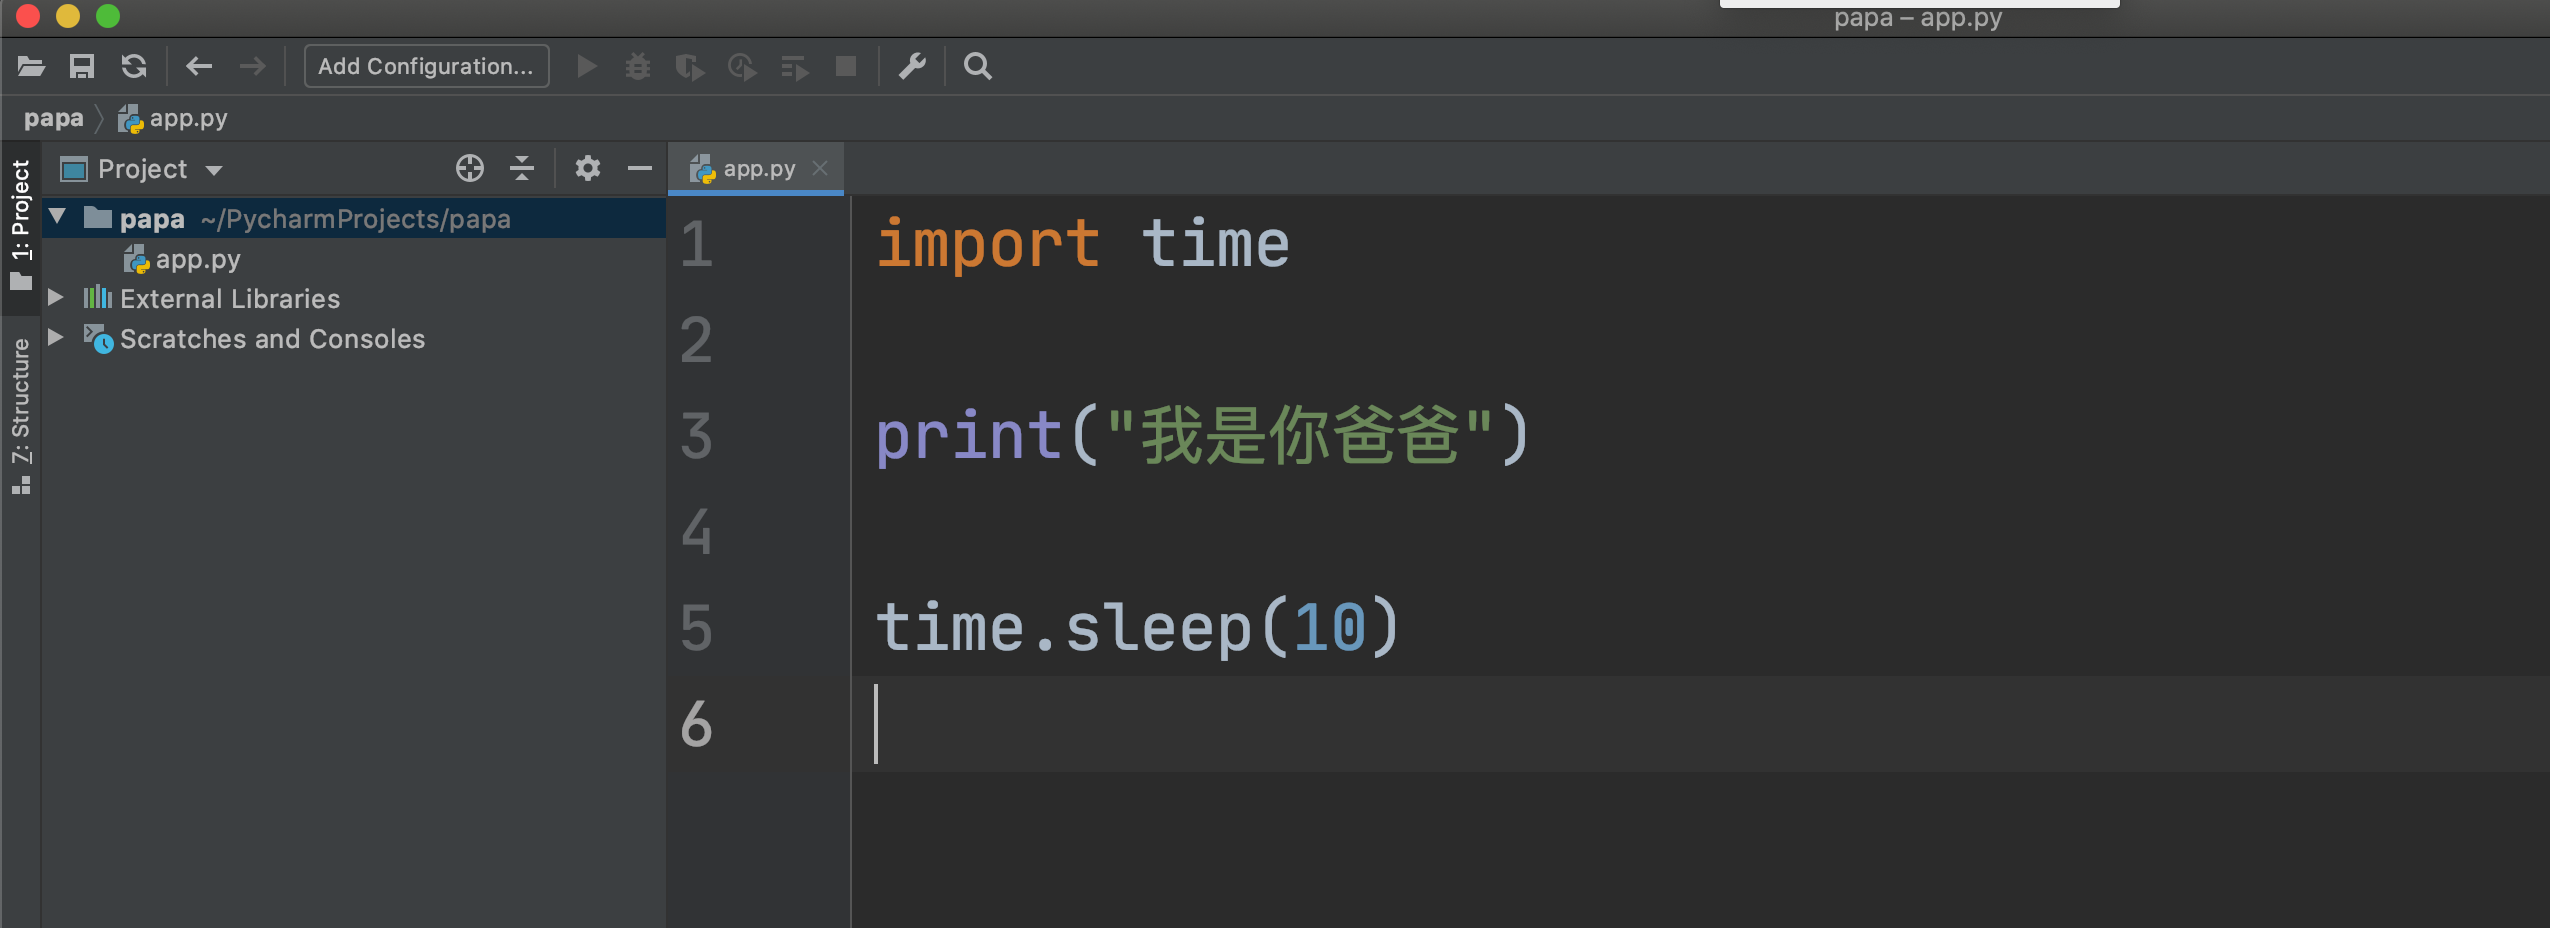 papa – app.py
Add Configuration...
papa app.py
1: Project
Project
app.py
papa ~/PycharmProjects/papa
app.py
External Libraries
Scratches and Consoles
7: Structure
1 import time
2
3 print("我是你爸爸")
4
5 time.sleep(10)
6